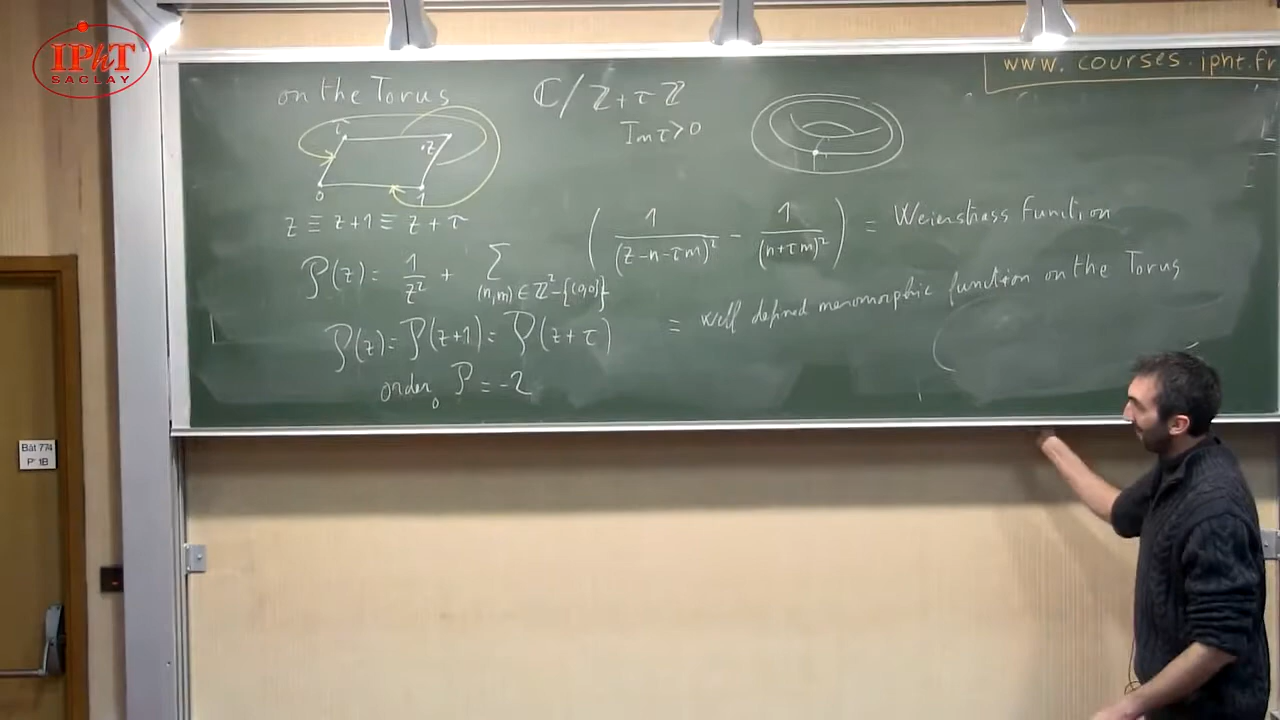 IPhT
SACLAY
www.courses.ipht.fr
on the Torus
ℂ/ℤ+τℤ
Im τ>0
τ
.z
0
1
z ≡ z+1 ≡ z+τ
℘(z) = 1/z² + ∑_{(n,m)∈ℤ²-{(0,0)}} (1/(z-n-τm)² - 1/(n+τm)²) = Weierstrass function
℘(z) = ℘(z+1) = ℘(z+τ)
= well defined meromorphic function on the Torus
order₀ ℘ = -2
Bât 774
P 1B